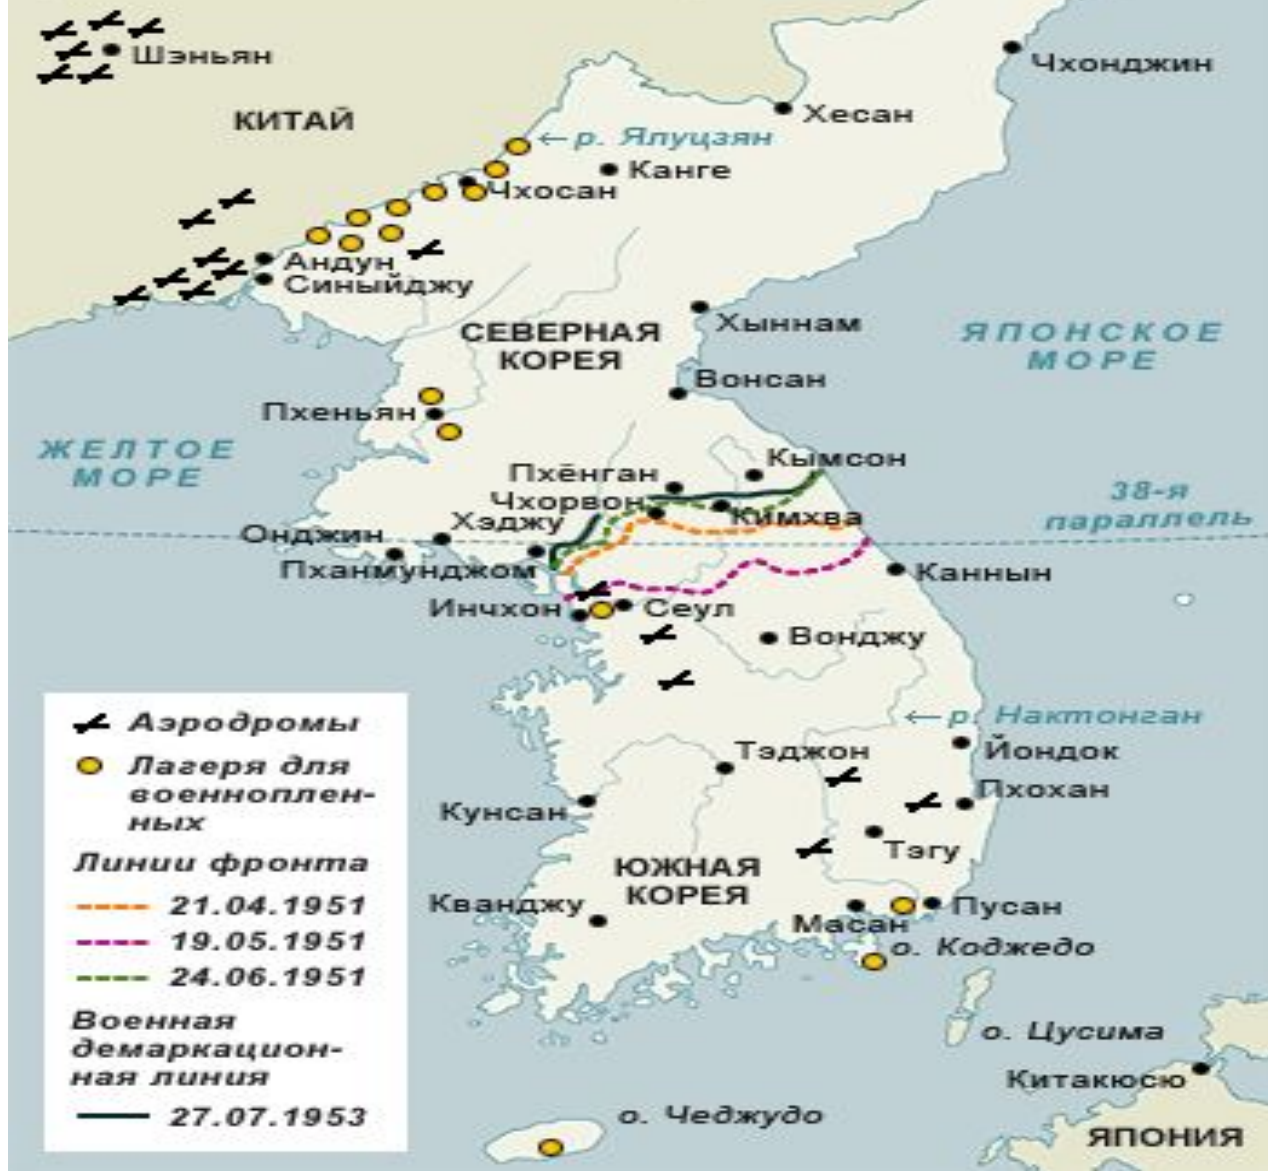 Шэньян
Чхонджин
КИТАЙ
Хесан
← р. Ялуцзян
Канге
Чхосан
Андун
Синыйджу
СЕВЕРНАЯ
КОРЕЯ
Хыннам
ЯПОНСКОЕ
МОРЕ
Вонсан
Пхеньян
ЖЕЛТОЕ
МОРЕ
Кымсон
Пхёнган
Чхорвон
Кимхва
38-я
параллель
Хэджу
Онджин
Пханмунджом
Каннын
Инчхон
Сеул
Вонджу
← р. Нактонган
Йондок
Тэджон
Пхохан
Кунсан
Тэгу
ЮЖНАЯ
КОРЕЯ
Кванджу
Масан
Пусан
о. Коджедо
о. Цусима
Китакюсю
о. Чеджудо
ЯПОНИЯ
Аэродромы
Лагеря для
военноплен-
ных
Линии фронта
21.04.1951
19.05.1951
24.06.1951
Военная
демаркацион-
ная линия
27.07.1953